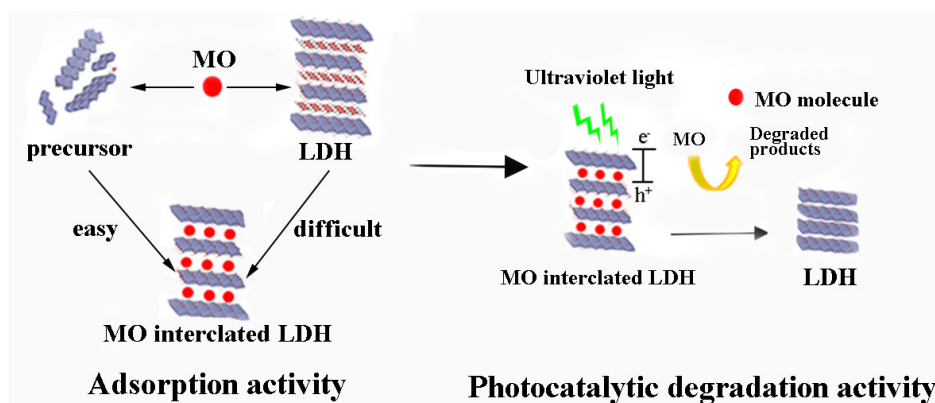 MO
precursor
LDH
easy
difficult
MO interclated LDH
Adsorption activity
Ultraviolet light
MO molecule
e-
h+
MO
Degraded
products
MO interclated LDH
LDH
Photocatalytic degradation activity